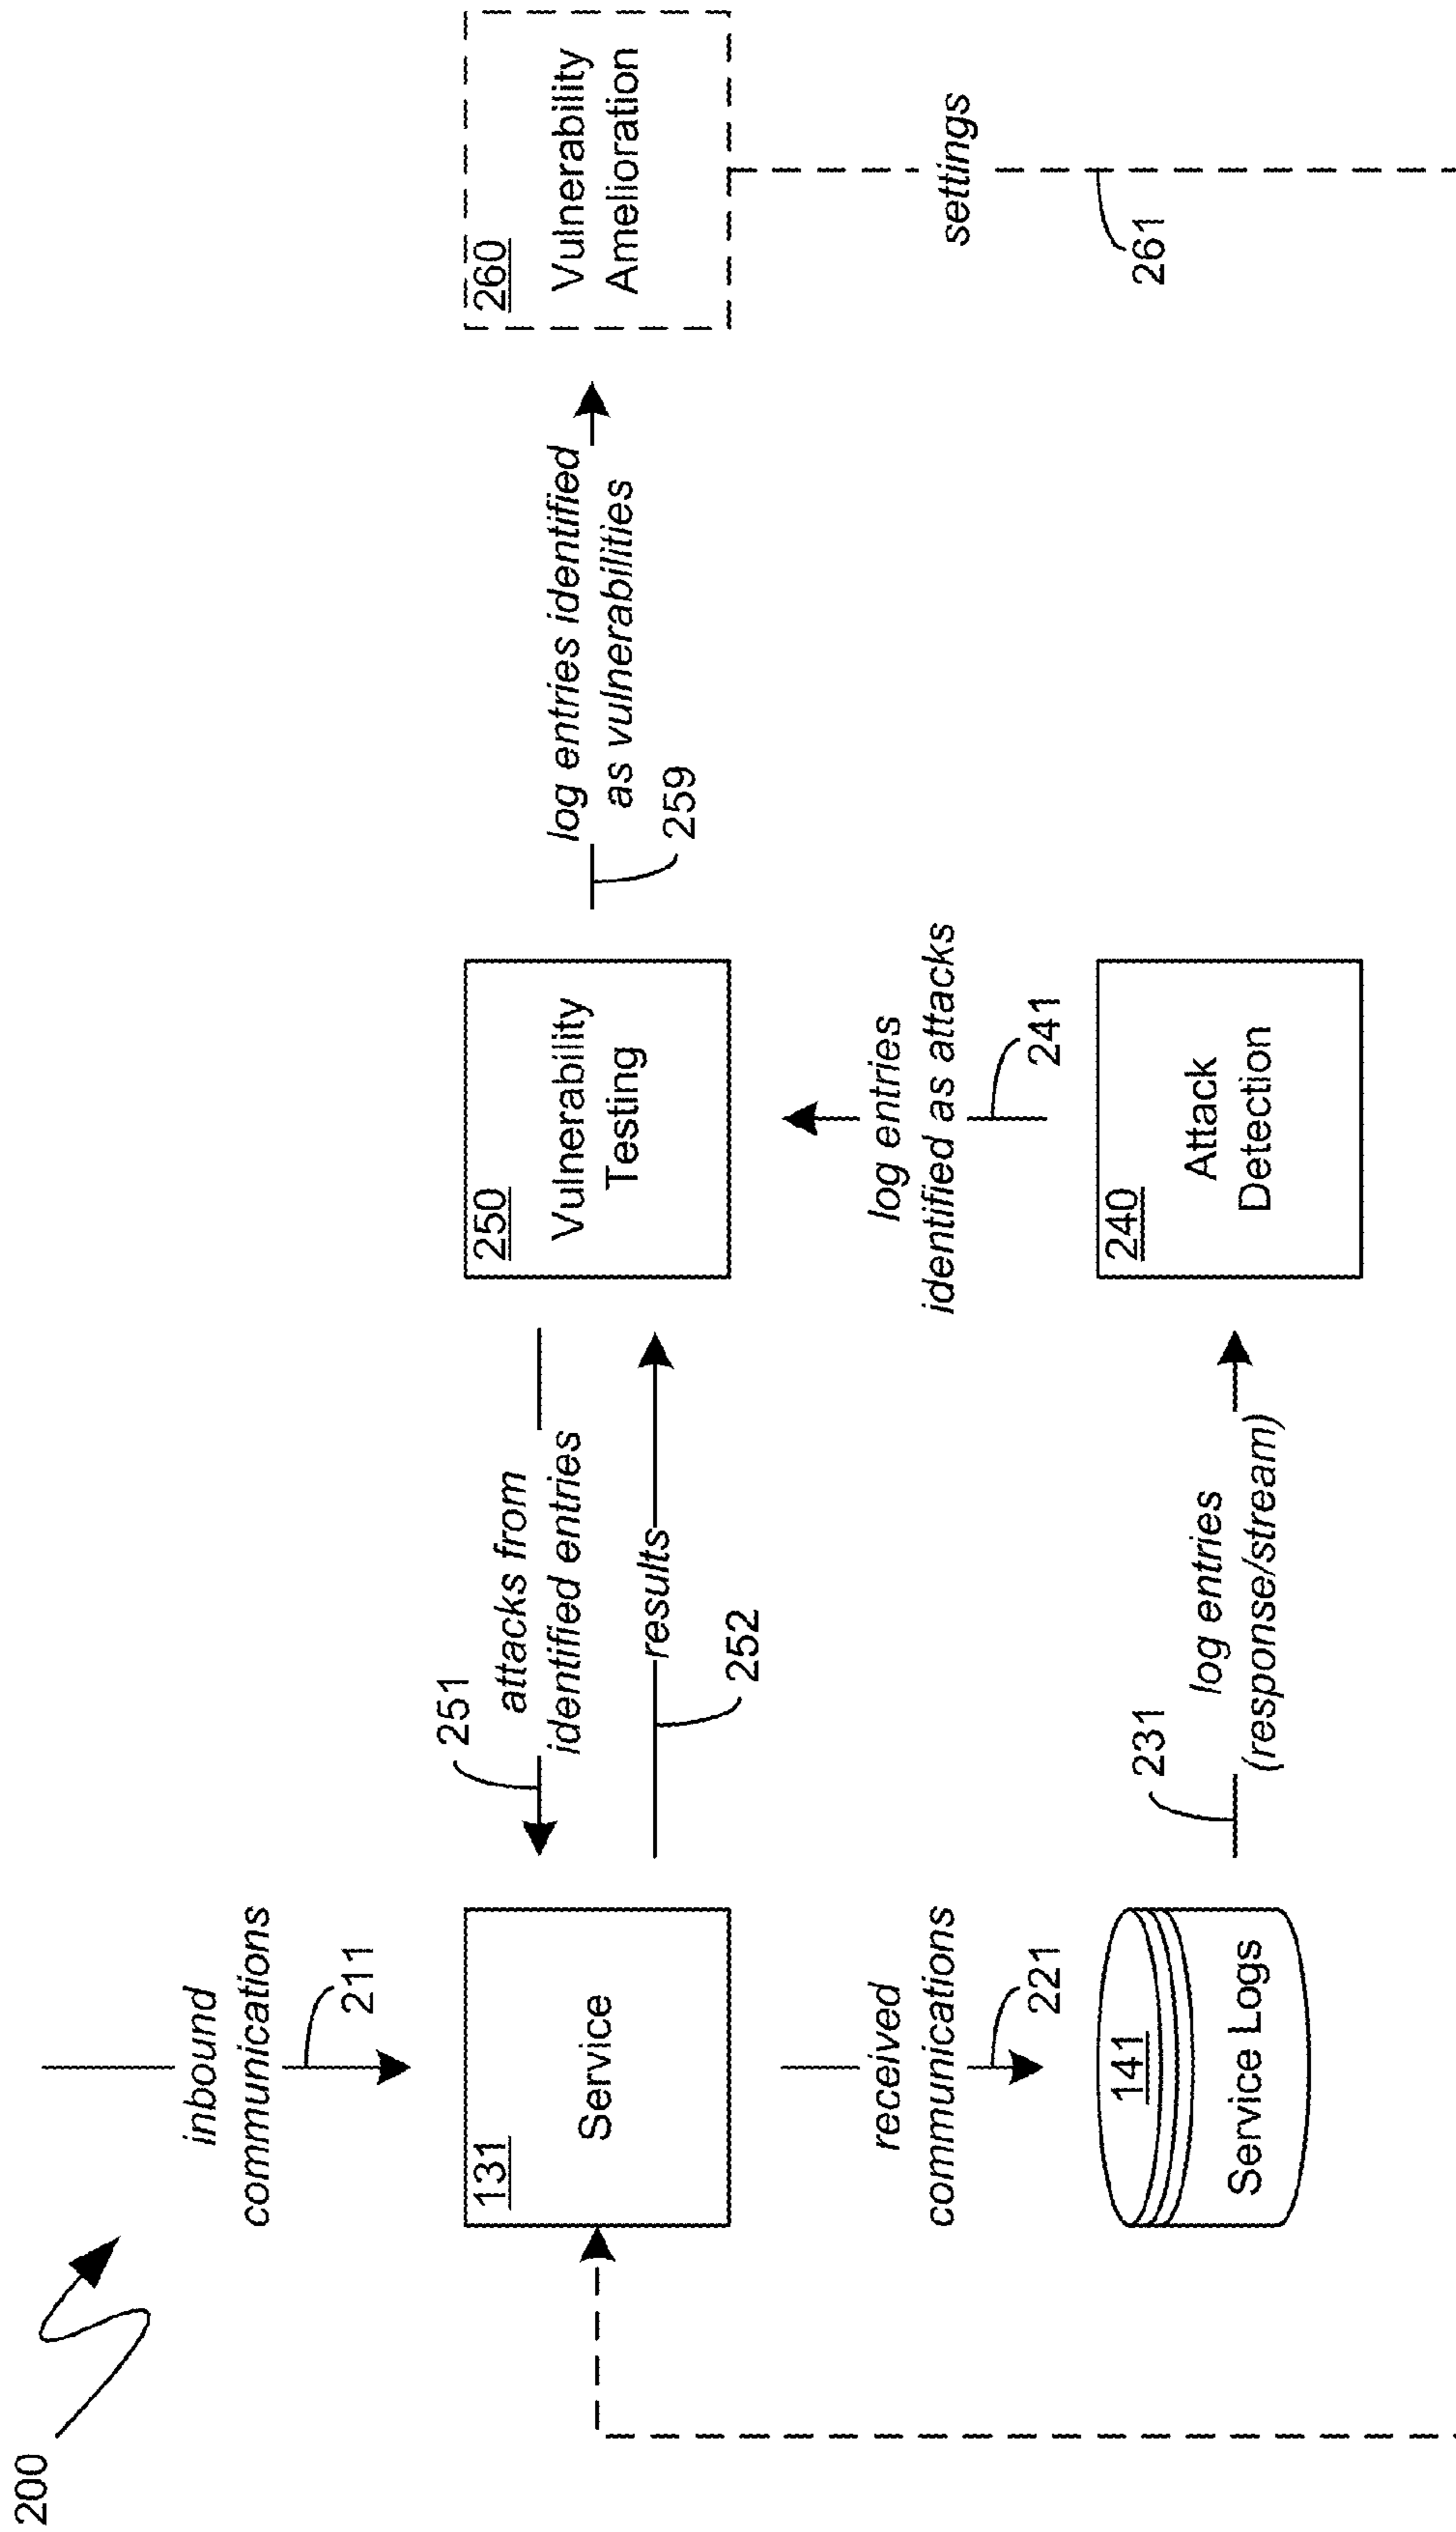 200
inbound
communications
211
131
Service
received
communications
221
141
Service Logs
251
attacks from
identified entries
results
252
231
log entries
(response/stream)
250
Vulnerability
Testing
log entries
identified as attacks
241
240
Attack
Detection
log entries identified
as vulnerabilities
259
260
Vulnerability
Amelioration
settings
261